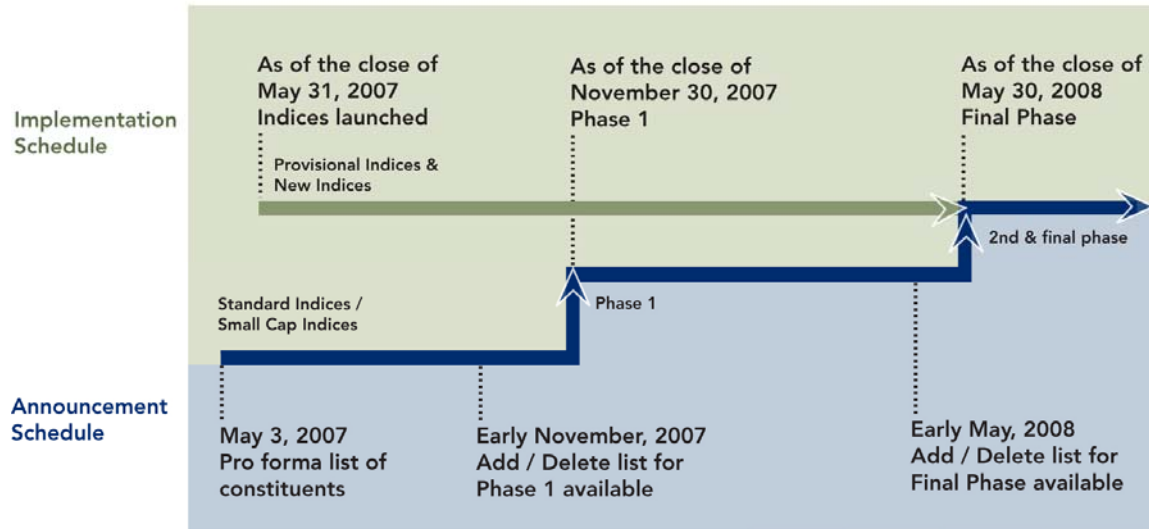 As of the close of
May 31, 2007
Indices launched
As of the close of
November 30, 2007
Phase 1
As of the close of
May 30, 2008
Final Phase
Implementation
Schedule
Provisional Indices &
New Indices
2nd & final phase
Standard Indices /
Small Cap Indices
Phase 1
Announcement
Schedule
May 3, 2007
Pro forma list of
constituents
Early November, 2007
Add / Delete list for
Phase 1 available
Early May, 2008
Add / Delete list for
Final Phase available